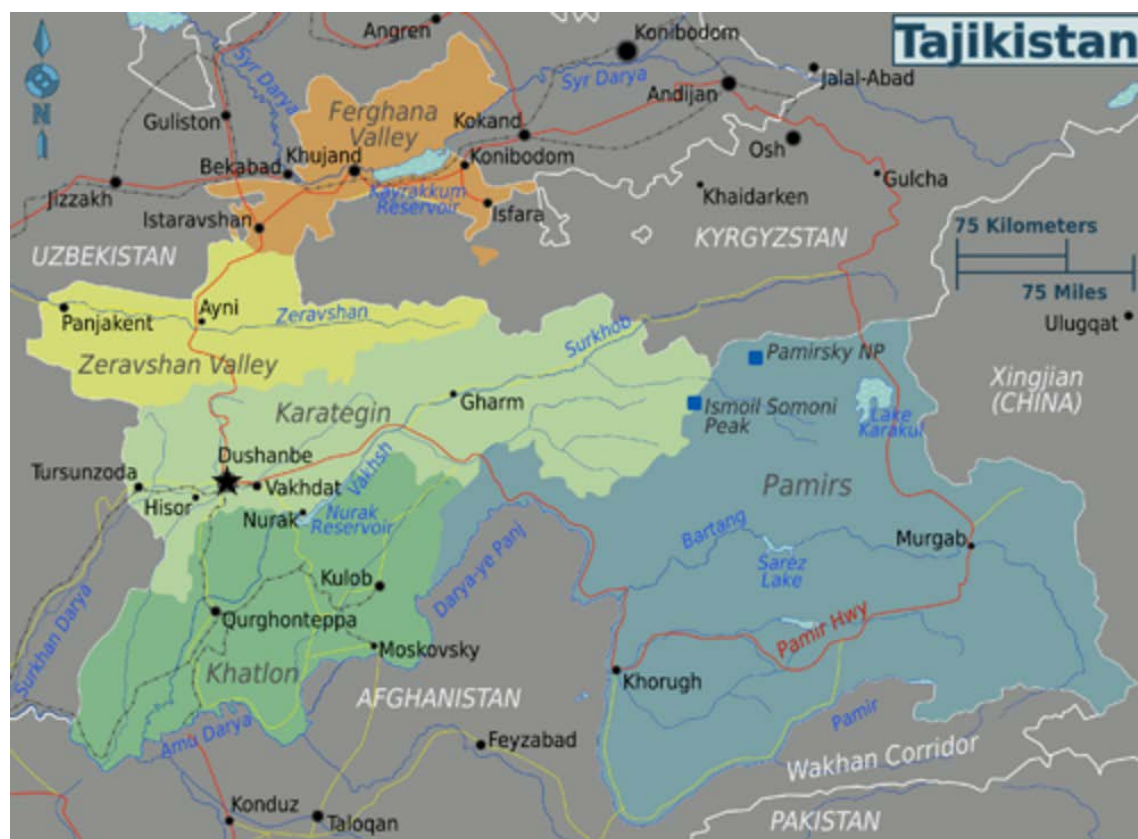 Tajikistan
Angren
Konibodom
Syr Darya
Syr Darya
Jalal-Abad
Andijan
Guliston
Ferghana
Valley
Kokand
Osh
Bekabad
Khujand
Konibodom
Jizzakh
Kayrakkum
Reservoir
Khaidarken
Gulcha
Istaravshan
Isfara
N
UZBEKISTAN
KYRGYZSTAN
75 Kilometers
75 Miles
Panjakent
Ayni
Zeravshan
Surkhob
Ulugqat
Zeravshan Valley
Pamirsky NP
Xingjian
(CHINA)
Karategin
Gharm
Ismoil Somoni
Peak
Lake
Karakul
Dushanbe
Tursunzoda
Vakhsh
Vakhdat
Pamirs
Hisor
Nurak
Nurak
Reservoir
Bartang
Murgab
Darya-ye Panj
Sarez
Lake
Kulob
Surkhan Darya
Qurghonteppa
Pamir Hwy
Moskovsky
Khatlon
Khorugh
AFGHANISTAN
Amu Darya
Feyzabad
Pamir
Wakhan Corridor
Konduz
Taloqan
PAKISTAN